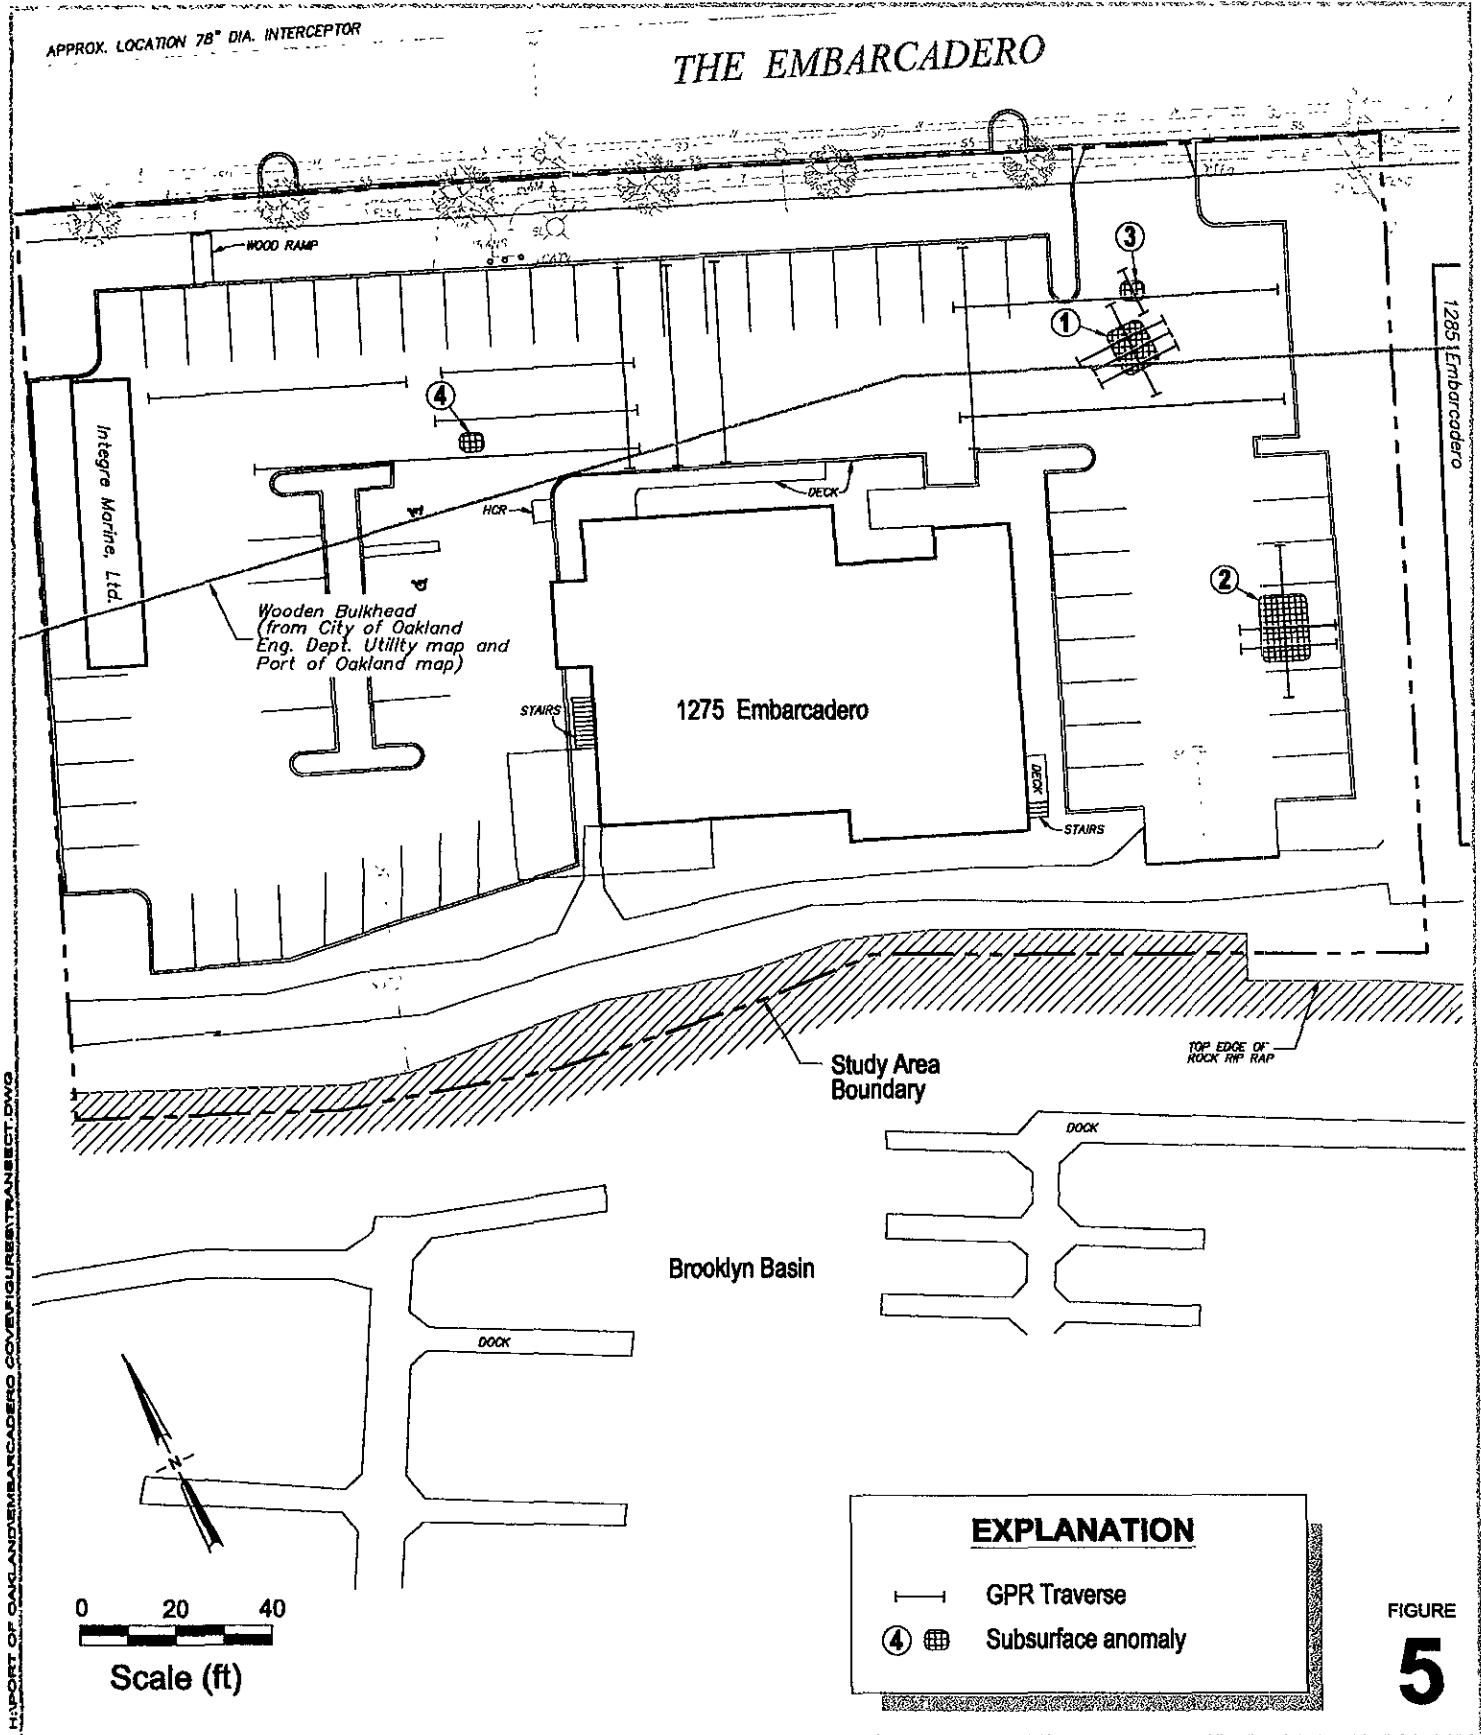 APPROX. LOCATION 78" DIA. INTERCEPTOR
THE EMBARCADERO
WOOD RAMP
3
1
4
1285 Embarcadero
Integre Marine, Ltd.
DECK
HCR
2
Wooden Bulkhead
(from City of Oakland
Eng. Dept. Utility map and
Port of Oakland map)
STAIRS
1275 Embarcadero
DECK
STAIRS
TOP EDGE OF
ROCK RIP RAP
Study Area
Boundary
DOCK
Brooklyn Basin
DOCK
N
0 20 40
Scale (ft)
EXPLANATION
GPR Traverse
4 Subsurface anomaly
FIGURE
5
H:\PORT OF OAKLAND\EMBARCADERO COVE\FIGURES\TRANSECT.DWG